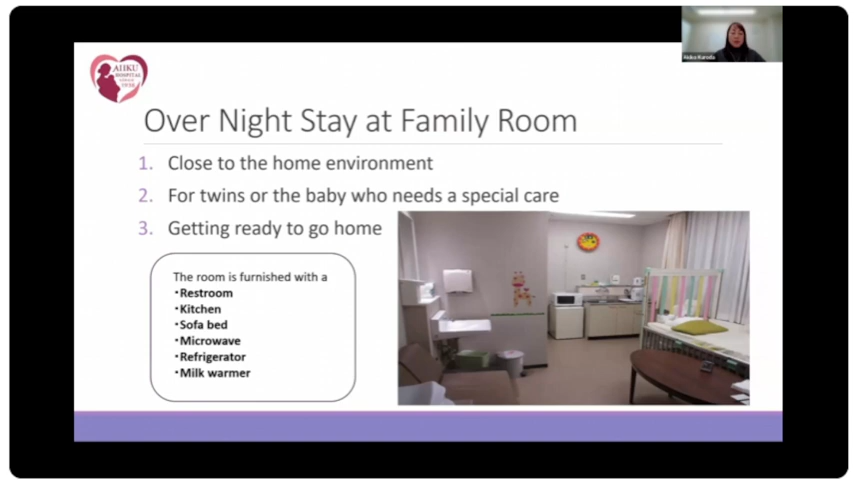 AIIKU
HOSPITAL
Akiko Kuroda
Over Night Stay at Family Room
1. Close to the home environment
2. For twins or the baby who needs a special care
3. Getting ready to go home
The room is furnished with a
・Restroom
・Kitchen
・Sofa bed
・Microwave
・Refrigerator
・Milk warmer